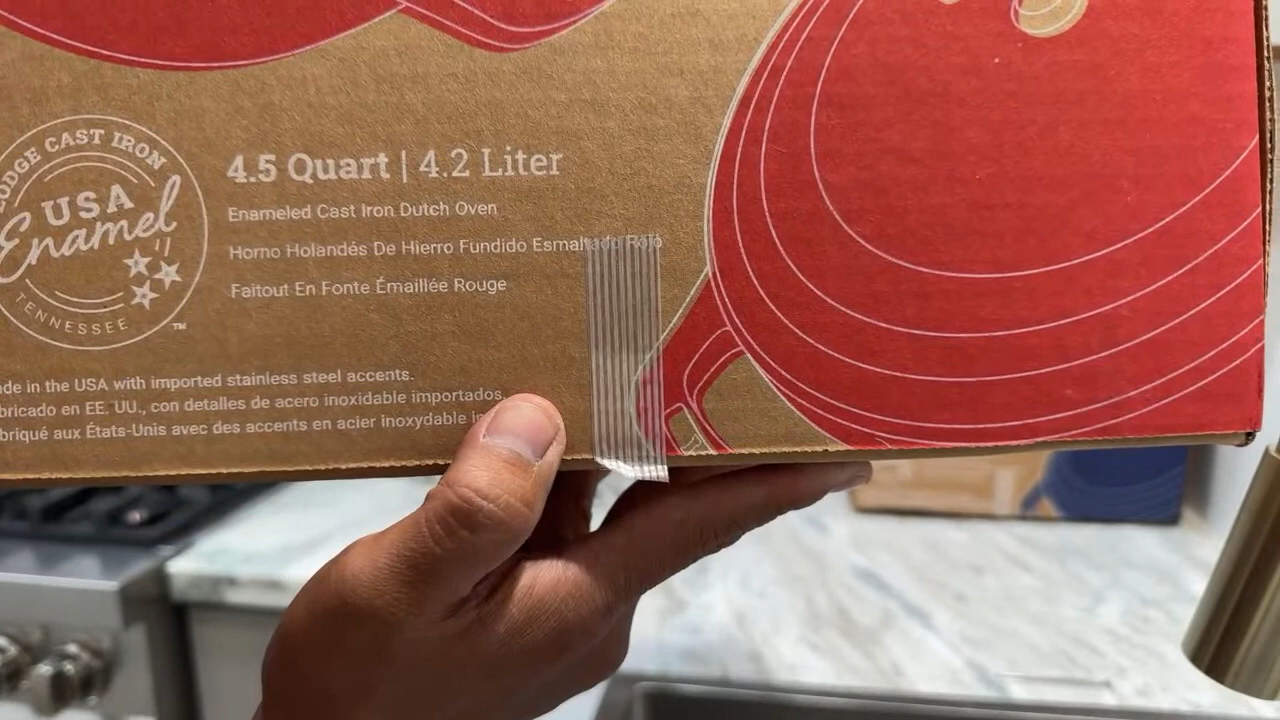 LODGE CAST IRON
USA
Enamel
TENNESSEE
TM
4.5 Quart | 4.2 Liter
Enameled Cast Iron Dutch Oven
Horno Holandés De Hierro Fundido Esmaltado Rojo
Faitout En Fonte Émaillée Rouge
ade in the USA with imported stainless steel accents.
bricado en EE. UU., con detalles de acero inoxidable importados.
briqué aux États-Unis avec des accents en acier inoxydable